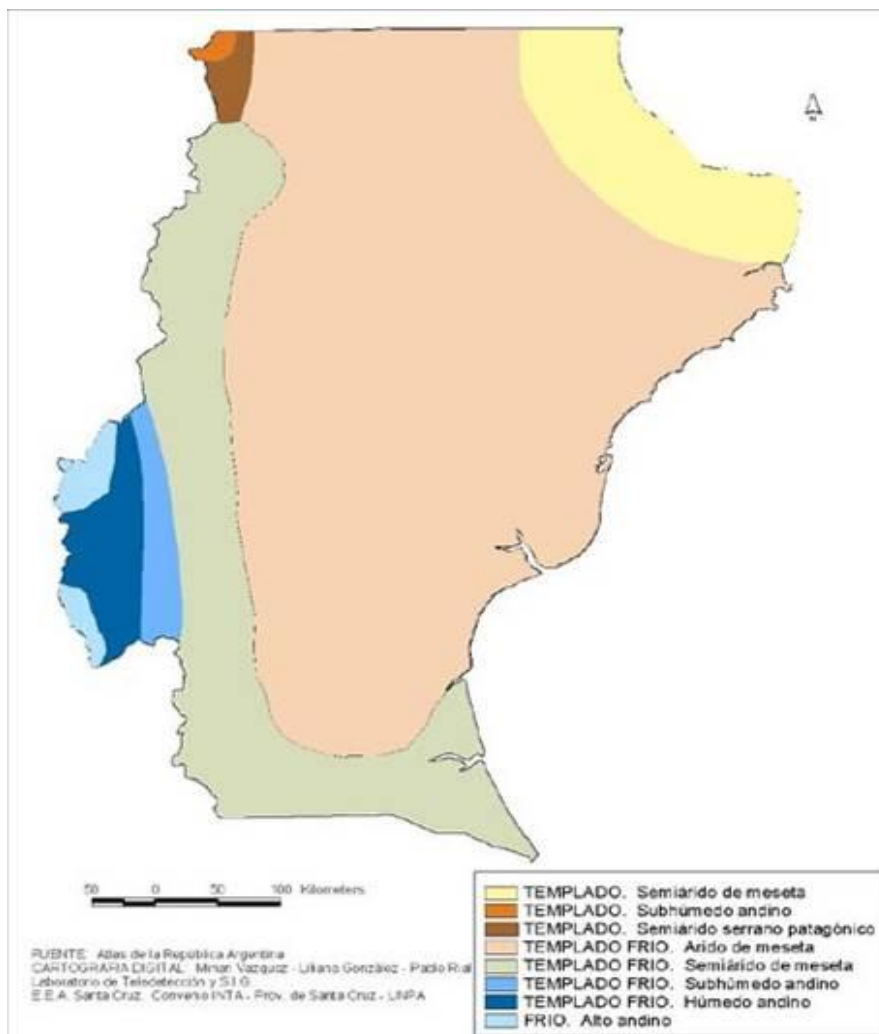 N
50 0 50 100 Kilometers
FUENTE: Atlas de la República Argentina
CARTOGRAFIA DIGITAL: Mirian Vazquez - Liliana González - Paolo Rial
Laboratorio de Teledetección y S.I.G.
E.E.A. Santa Cruz. Convenio INTA - Prov. de Santa Cruz - UNPA
TEMPLADO. Semiárido de meseta
TEMPLADO. Subhúmedo andino
TEMPLADO. Semiárido serrano patagónico
TEMPLADO FRIO. Arido de meseta
TEMPLADO FRIO. Semiárido de meseta
TEMPLADO FRIO. Subhúmedo andino
TEMPLADO FRIO. Húmedo andino
FRIO. Alto andino